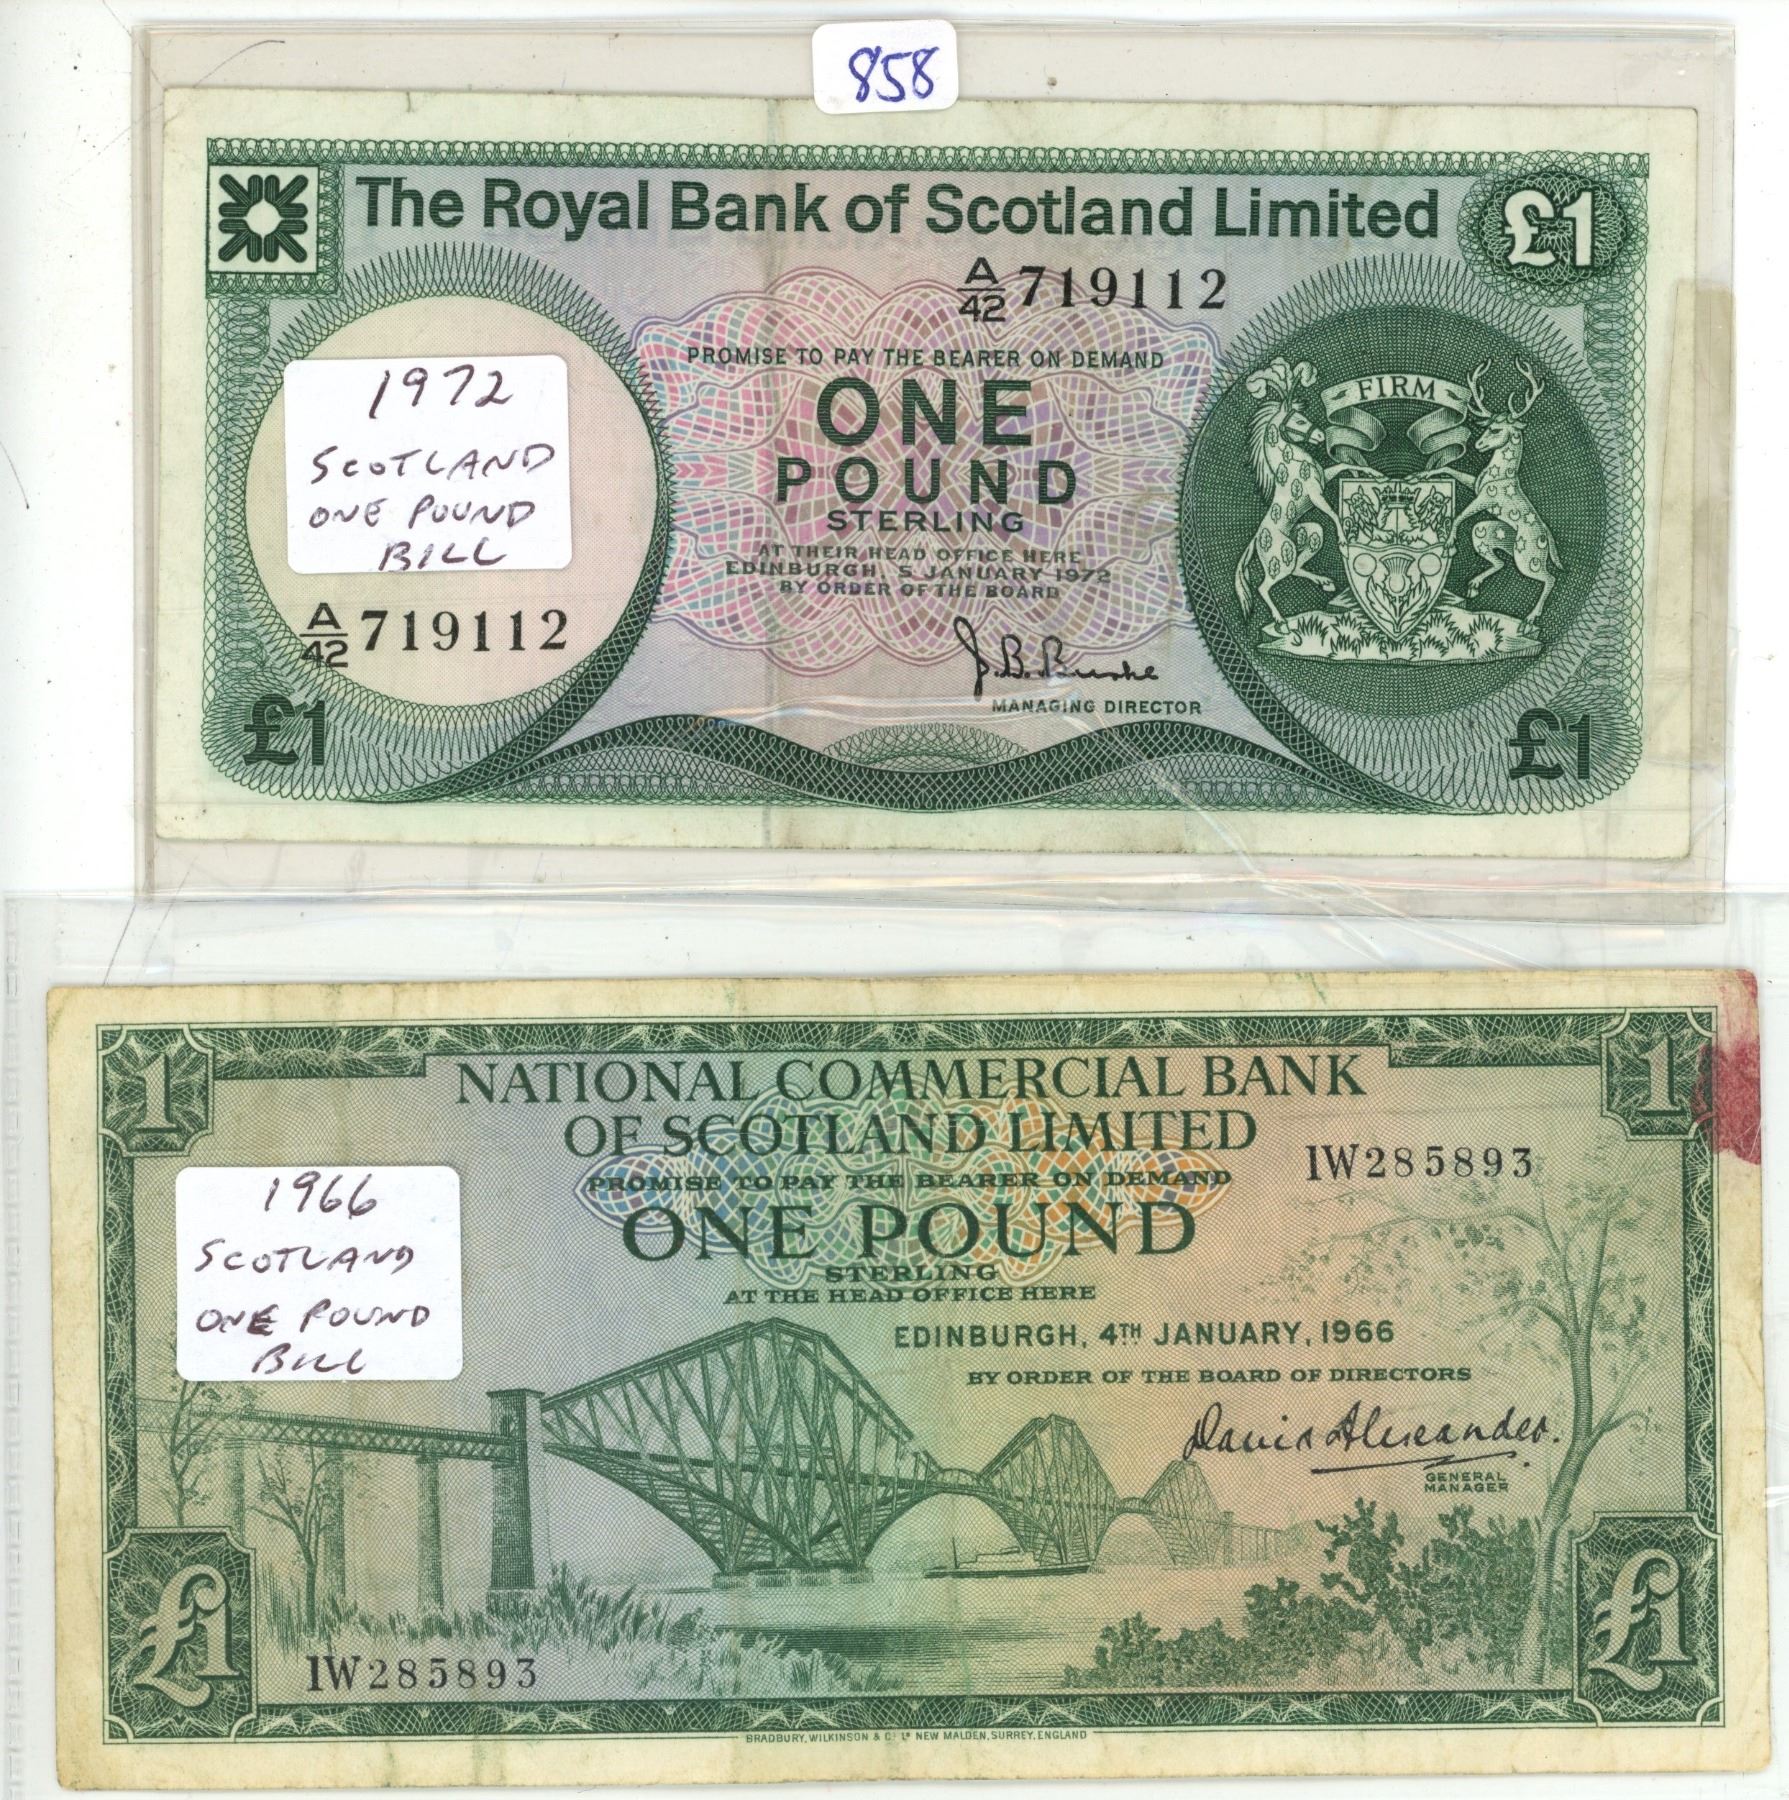 858
The Royal Bank of Scotland Limited
£1
A/42 719112
PROMISE TO PAY THE BEARER ON DEMAND
ONE
POUND
STERLING
AT THEIR HEAD OFFICE HERE
EDINBURGH, 5 JANUARY 1972
BY ORDER OF THE BOARD
J. B. Burke
MANAGING DIRECTOR
FIRM
1972
SCOTLAND
ONE POUND
BILL
A/42 719112
£1
£1
1
NATIONAL COMMERCIAL BANK
OF SCOTLAND LIMITED
1
1W285893
PROMISE TO PAY THE BEARER ON DEMAND
ONE POUND
STERLING
AT THE HEAD OFFICE HERE
EDINBURGH, 4TH JANUARY, 1966
BY ORDER OF THE BOARD OF DIRECTORS
David Alexander.
GENERAL
MANAGER
1966
SCOTLAND
ONE POUND
BILL
£1
1W285893
£1
BRADBURY, WILKINSON & Co Ld NEW MALDEN, SURREY, ENGLAND